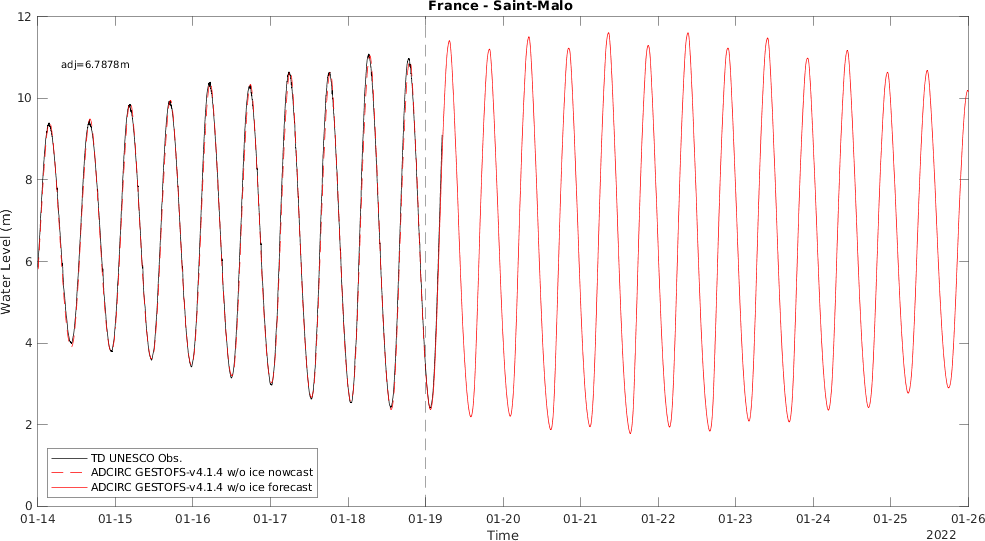 France - Saint-Malo
12
10
8
6
4
2
0
Water Level (m)
adj=6.7878m
TD UNESCO Obs.
ADCIRC GESTOFS-v4.1.4 w/o ice nowcast
ADCIRC GESTOFS-v4.1.4 w/o ice forecast
01-14 01-15 01-16 01-17 01-18 01-19 01-20 01-21 01-22 01-23 01-24 01-25 01-26
Time
2022